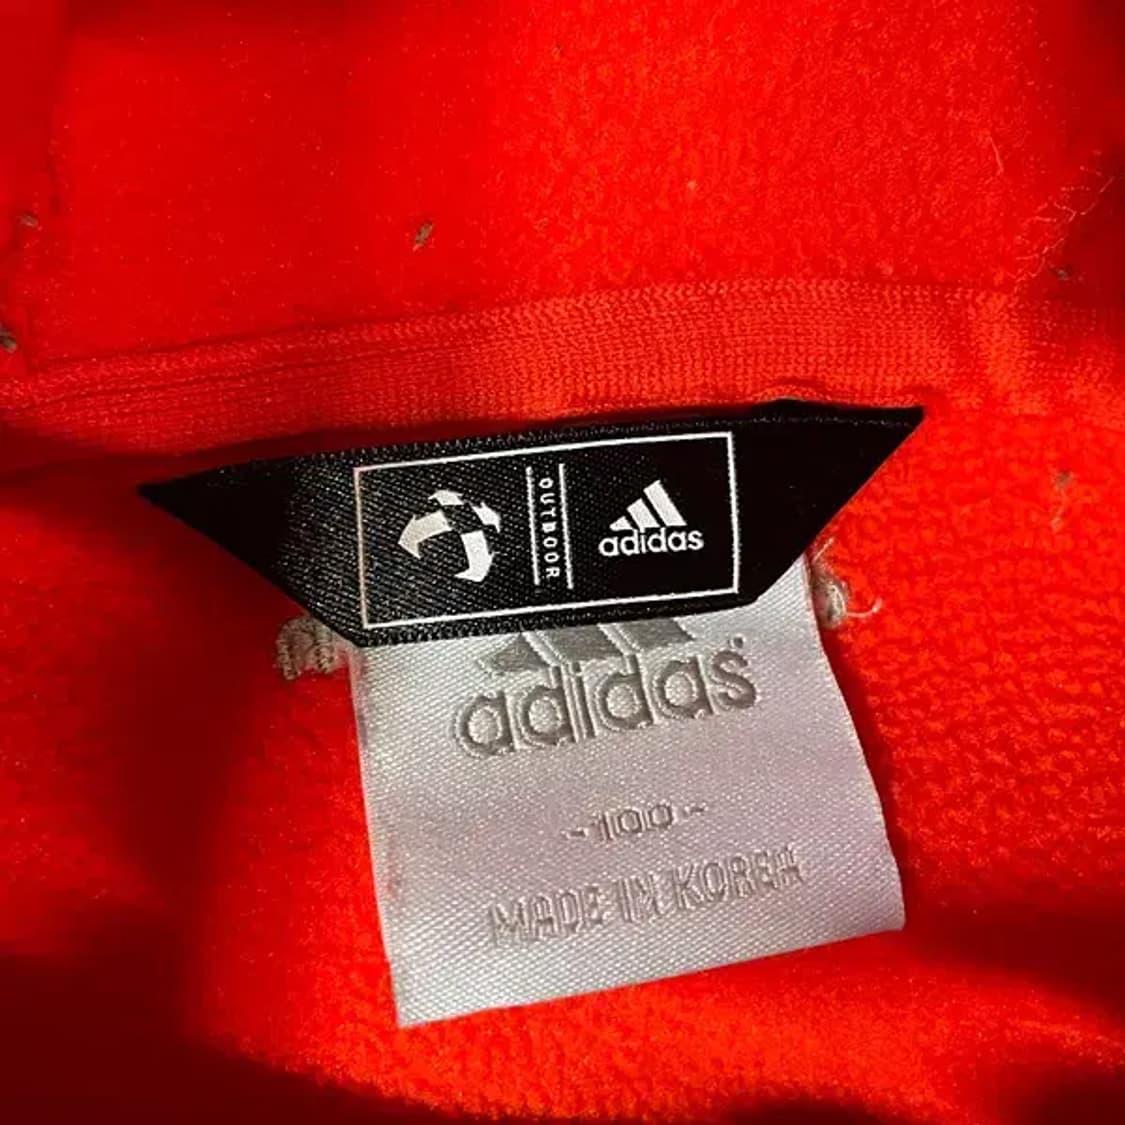 OUTDOOR
adidas
adidas
-100-
MADE IN KOREA